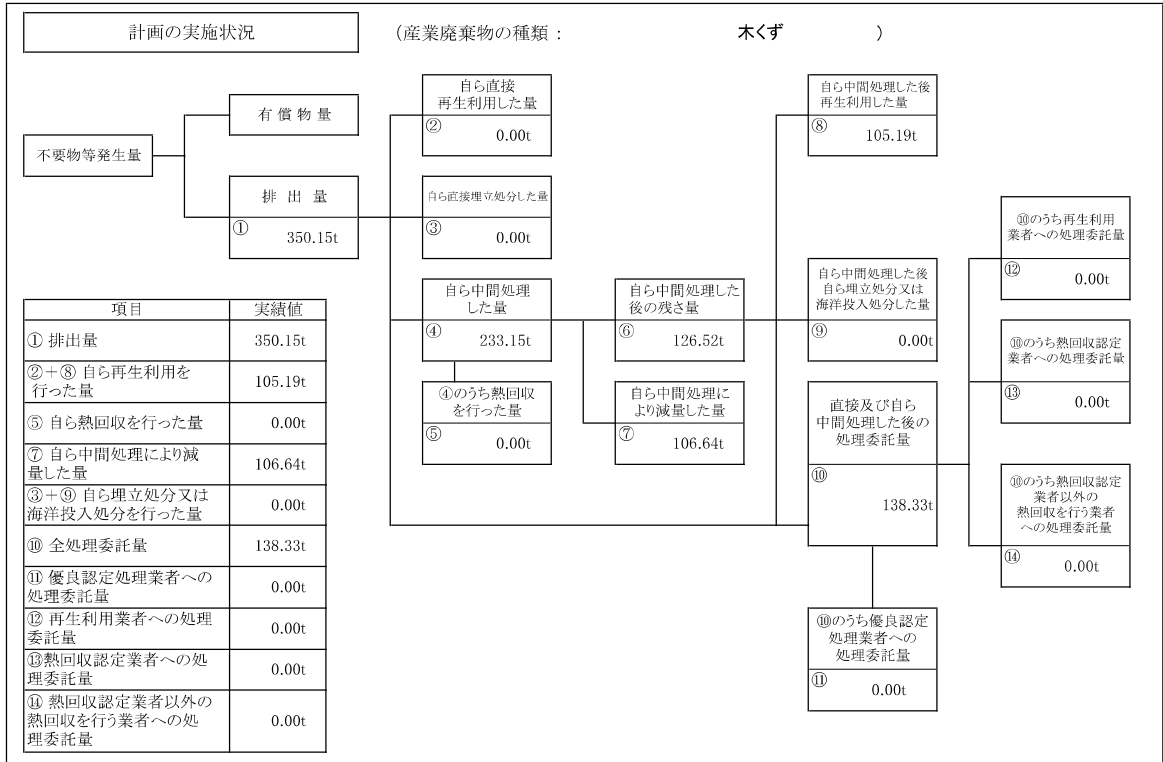 計画の実施状況
（産業廃棄物の種類： 木くず ）
不要物等発生量
有償物量
排出量
① 350.15t
自ら直接
再生利用した量
②
0.00t
自ら直接埋立処分した量
③
0.00t
自ら中間処理
した量
④
233.15t
④のうち熱回収
を行った量
⑤
0.00t
自ら中間処理した
後の残さ量
⑥
126.52t
自ら中間処理に
より減量した量
⑦
106.64t
自ら中間処理した後
再生利用した量
⑧
105.19t
自ら中間処理した後
自ら埋立処分又は
海洋投入処分した量
⑨
0.00t
直接及び自ら
中間処理した後の
処理委託量
⑩
138.33t
⑩のうち優良認定
処理業者への
処理委託量
⑪
0.00t
⑩のうち再生利用
業者への処理委託量
⑫
0.00t
⑩のうち熱回収認定
業者への処理委託量
⑬
0.00t
⑩のうち熱回収認定
業者以外の
熱回収を行う業者
への処理委託量
⑭
0.00t
項目 実績値
① 排出量 350.15t
②＋⑧ 自ら再生利用を
行った量 105.19t
⑤ 自ら熱回収を行った量 0.00t
⑦ 自ら中間処理により減
量した量 106.64t
③＋⑨ 自ら埋立処分又は
海洋投入処分を行った量 0.00t
⑩ 全処理委託量 138.33t
⑪ 優良認定処理業者への
処理委託量 0.00t
⑫ 再生利用業者への処理
委託量 0.00t
⑬熱回収認定業者への処
理委託量 0.00t
⑭ 熱回収認定業者以外の
熱回収を行う業者への処
理委託量 0.00t